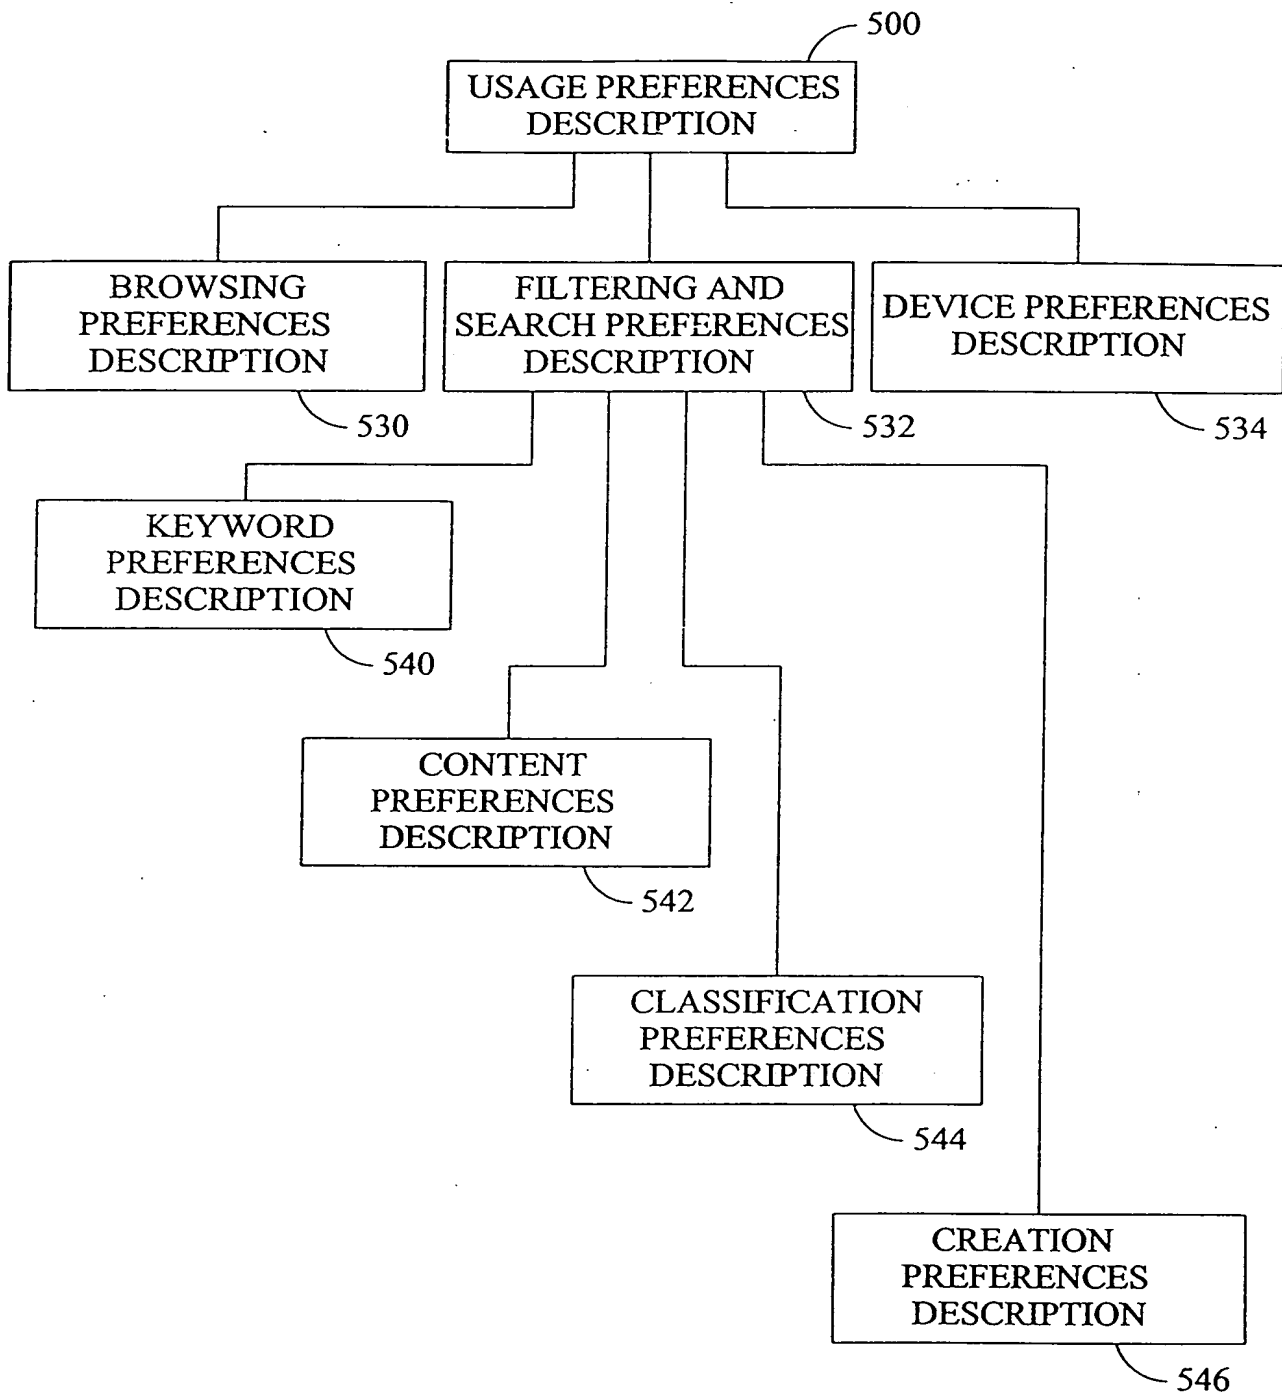 500
USAGE PREFERENCES
DESCRIPTION
BROWSING
PREFERENCES
DESCRIPTION
530
FILTERING AND
SEARCH PREFERENCES
DESCRIPTION
532
DEVICE PREFERENCES
DESCRIPTION
534
KEYWORD
PREFERENCES
DESCRIPTION
540
CONTENT
PREFERENCES
DESCRIPTION
542
CLASSIFICATION
PREFERENCES
DESCRIPTION
544
CREATION
PREFERENCES
DESCRIPTION
546